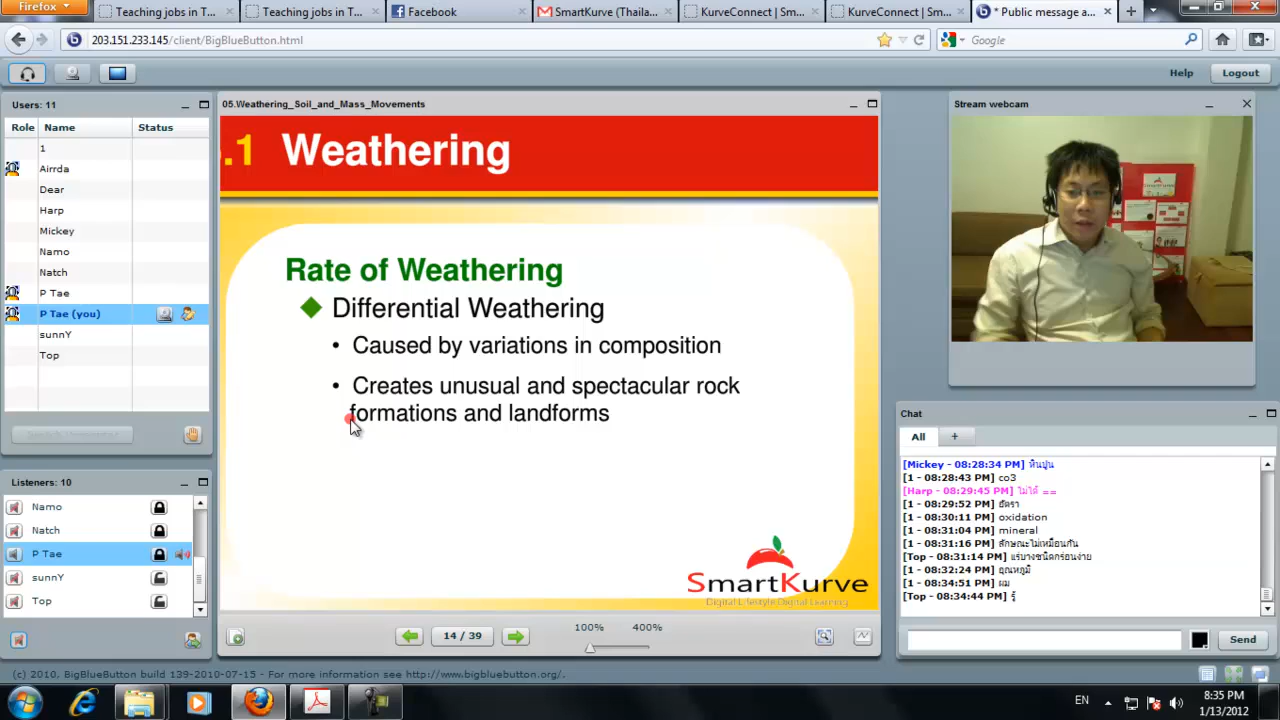 Firefox
Teaching jobs in T...
Teaching jobs in T...
Facebook
SmartKurve (Thaila...
KurveConnect | Sm...
KurveConnect | Sm...
* Public message a...
203.151.233.145/client/BigBlueButton.html
Google
Help
Logout
Users: 11
Role Name Status
1
Airrda
Dear
Harp
Mickey
Namo
Natch
P Tae
P Tae (you)
sunnY
Top
Listeners: 10
Namo
Natch
P Tae
sunnY
Top
05.Weathering_Soil_and_Mass_Movements
.1 Weathering
Rate of Weathering
Differential Weathering
• Caused by variations in composition
• Creates unusual and spectacular rock
formations and landforms
SmartKurve
Digital Lifestyle Digital Learning
14 / 39
100% 400%
Stream webcam
Chat
All
+
[Mickey - 08:28:34 PM] หินปูน
[1 - 08:28:43 PM] co3
[Harp - 08:29:45 PM] ไม่ได้ ==
[1 - 08:29:52 PM] อัตรา
[1 - 08:30:11 PM] oxidation
[1 - 08:31:04 PM] mineral
[1 - 08:31:16 PM] ลักษณะไม่เหมือนกัน
[Top - 08:31:14 PM] แร่บางชนิดกร่อนง่าย
[1 - 08:32:24 PM] อุณหภูมิ
[1 - 08:34:51 PM] ผม
[Top - 08:34:44 PM] รู้
Send
(c) 2010, BigBlueButton build 139-2010-07-15 - For more information see http://www.bigbluebutton.org/.
EN
8:35 PM
1/13/2012